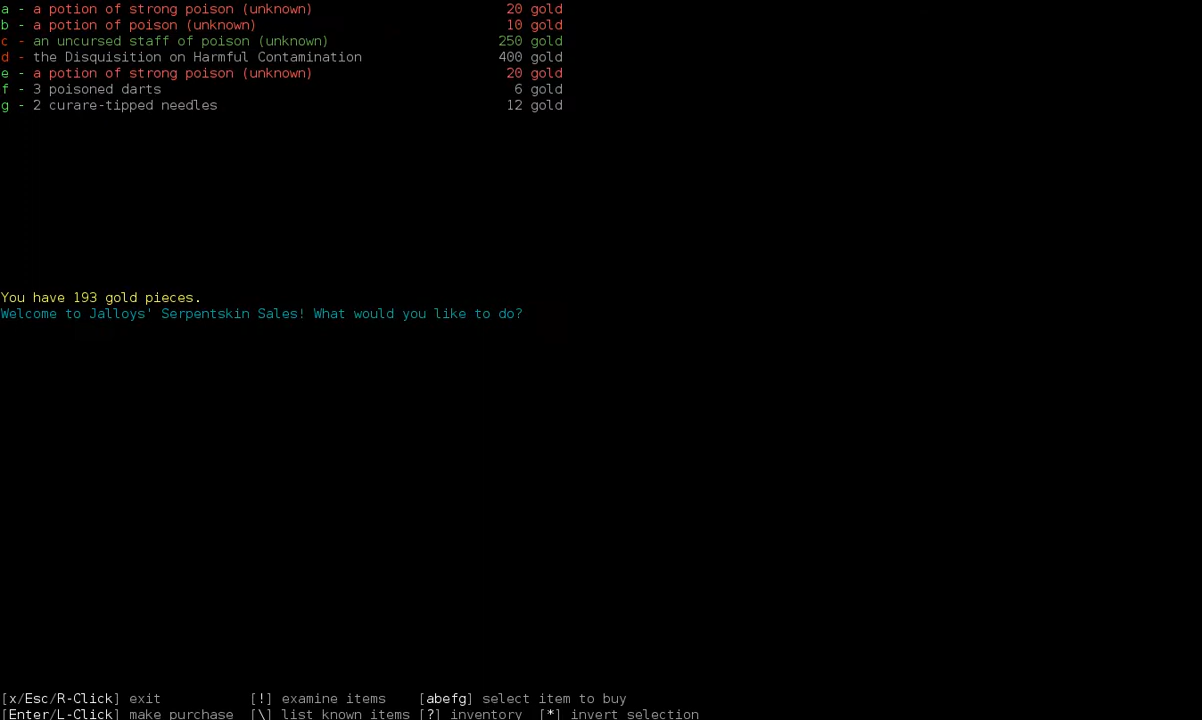 a - a potion of strong poison (unknown) 20 gold
b - a potion of poison (unknown) 10 gold
c - an uncursed staff of poison (unknown) 250 gold
d - the Disquisition on Harmful Contamination 400 gold
e - a potion of strong poison (unknown) 20 gold
f - 3 poisoned darts 6 gold
g - 2 curare-tipped needles 12 gold
You have 193 gold pieces.
Welcome to Jalloys' Serpentskin Sales! What would you like to do?
[x/Esc/R-Click] exit [!] examine items [abefg] select item to buy
[Enter/L-Click] make purchase [\] list known items [?] inventory [*] invert selection